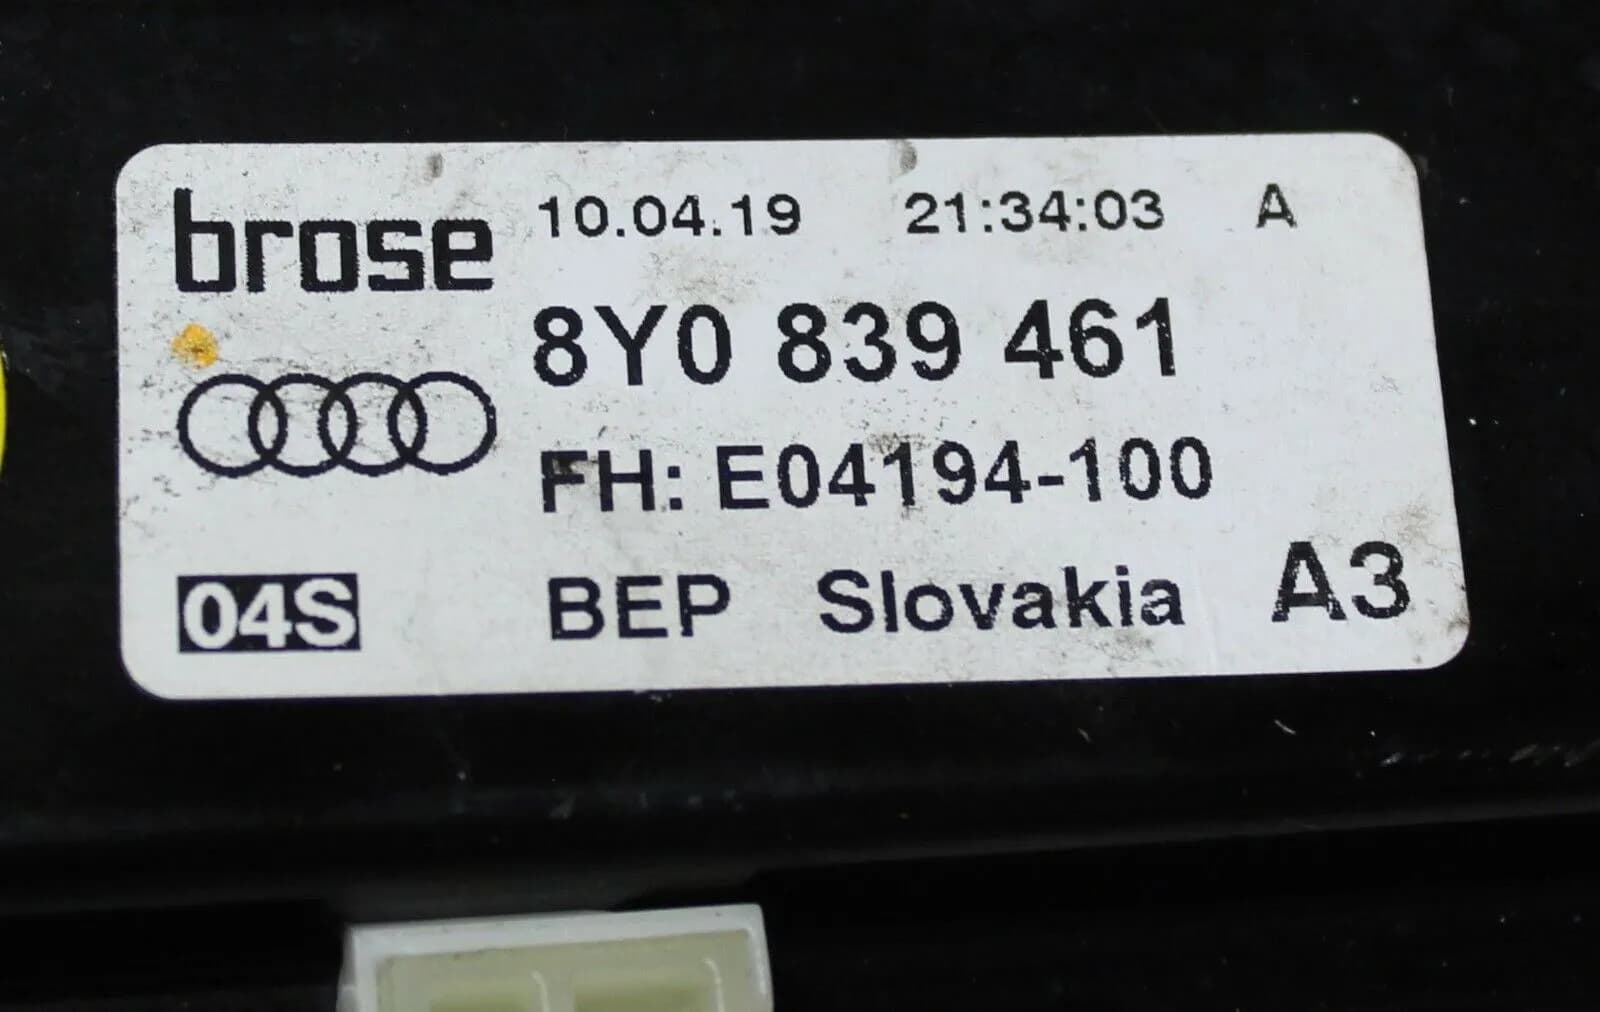 brose 10.04.19 21:34:03 A
8Y0 839 461
FH: E04194-100
04S BEP Slovakia A3